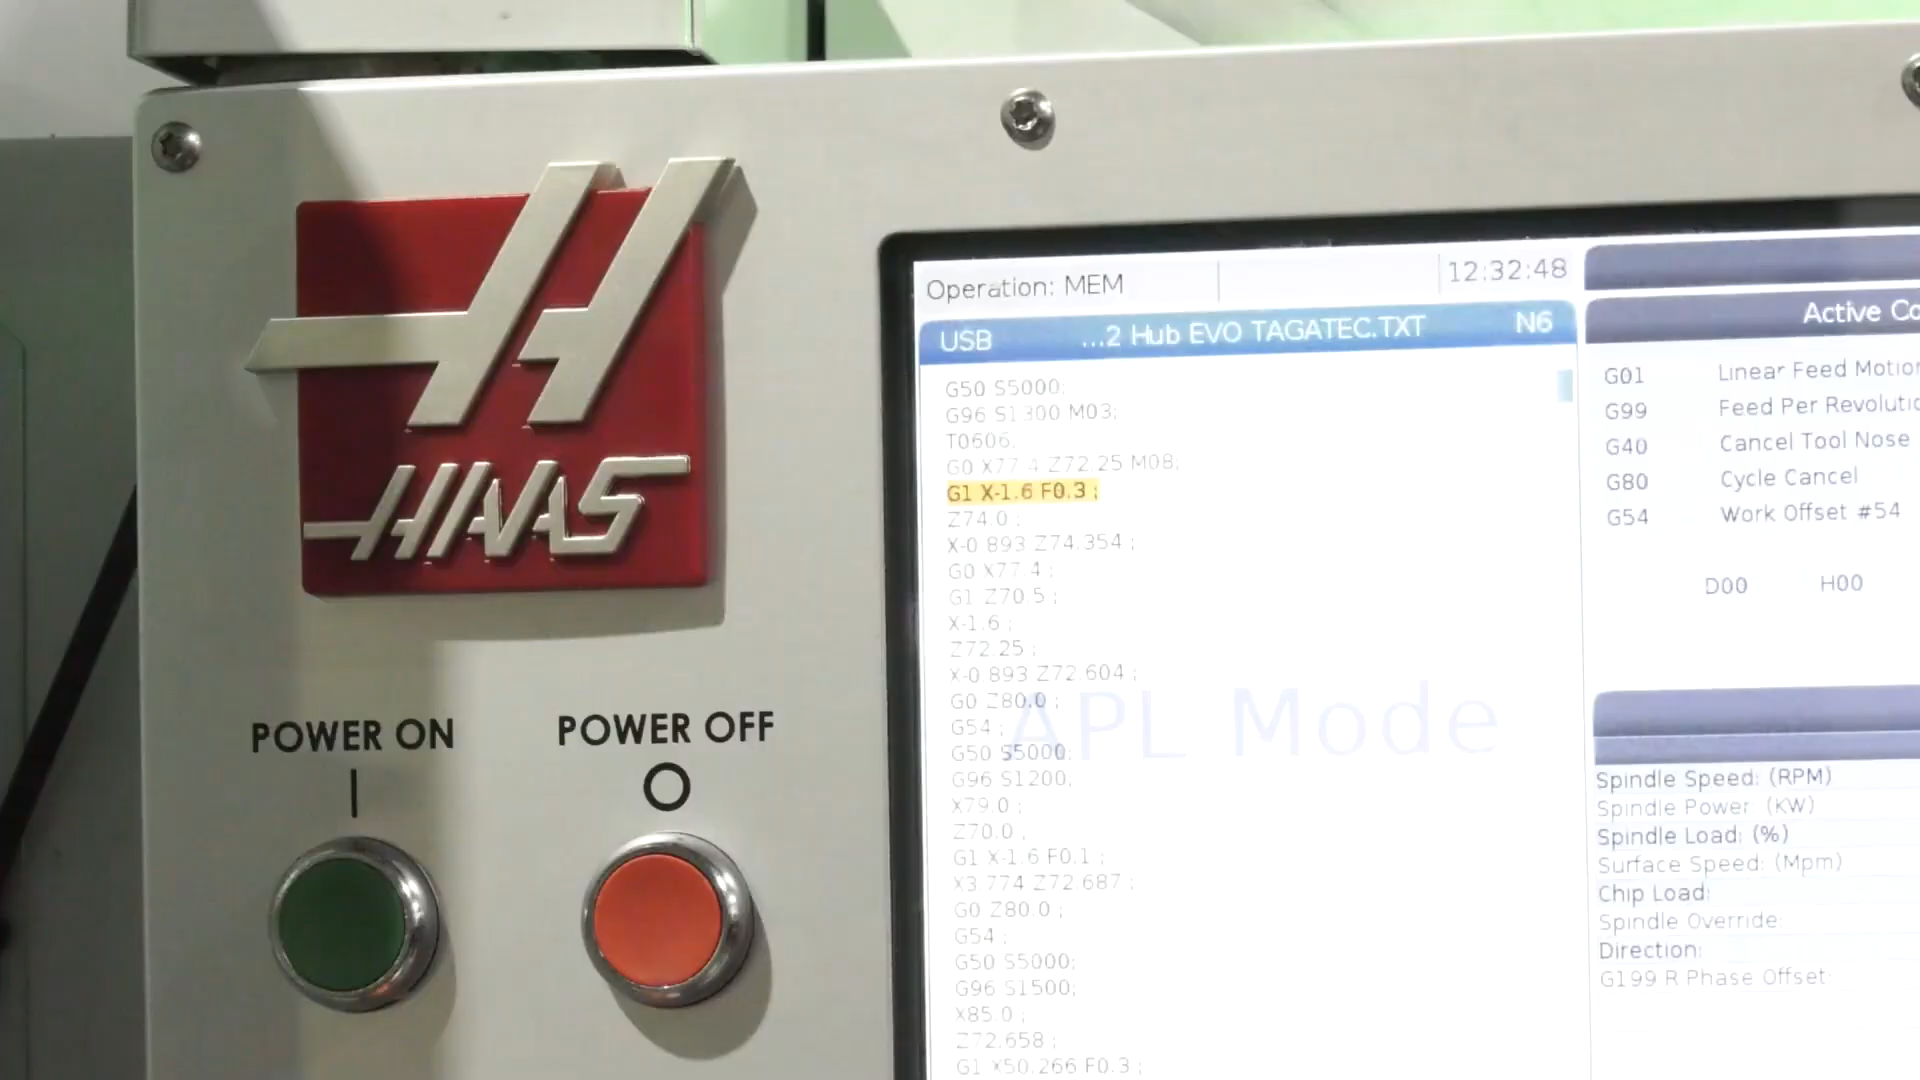 HAAS
POWER ON
POWER OFF
Operation: MEM
12:32:48
USB ...2 Hub EVO TAGATEC.TXT N6
G50 S5000;
G96 S1300 M03;
T0606;
G0 X77.4 Z72.25 M08;
G1 X-1.6 F0.3 ;
Z74.0 ;
X-0.893 Z74.354 ;
G0 X77.4 ;
G1 Z70.5 ;
X-1.6 ;
Z72.25 ;
X-0.893 Z72.604 ;
G0 Z80.0 ;
G54 ;
G50 S5000;
G96 S1200;
X79.0 ;
Z70.0 ;
G1 X-1.6 F0.1 ;
X3.774 Z72.687 ;
G0 Z80.0 ;
G54 ;
G50 S5000;
G96 S1500;
X85.0 ;
Z72.658 ;
G1 X50.266 F0.3 ;
APL Mode
Active
G01 Linear Feed
G99 Feed Per
G40 Cancel Tool Nose
G80 Cycle Cancel
G54 Work Offset #54
D00 H00
Spindle Speed: (RPM)
Spindle Power: (KW)
Spindle Load: (%)
Surface Speed: (Mpm)
Chip Load:
Spindle Override:
Direction:
G199 R Phase Offset